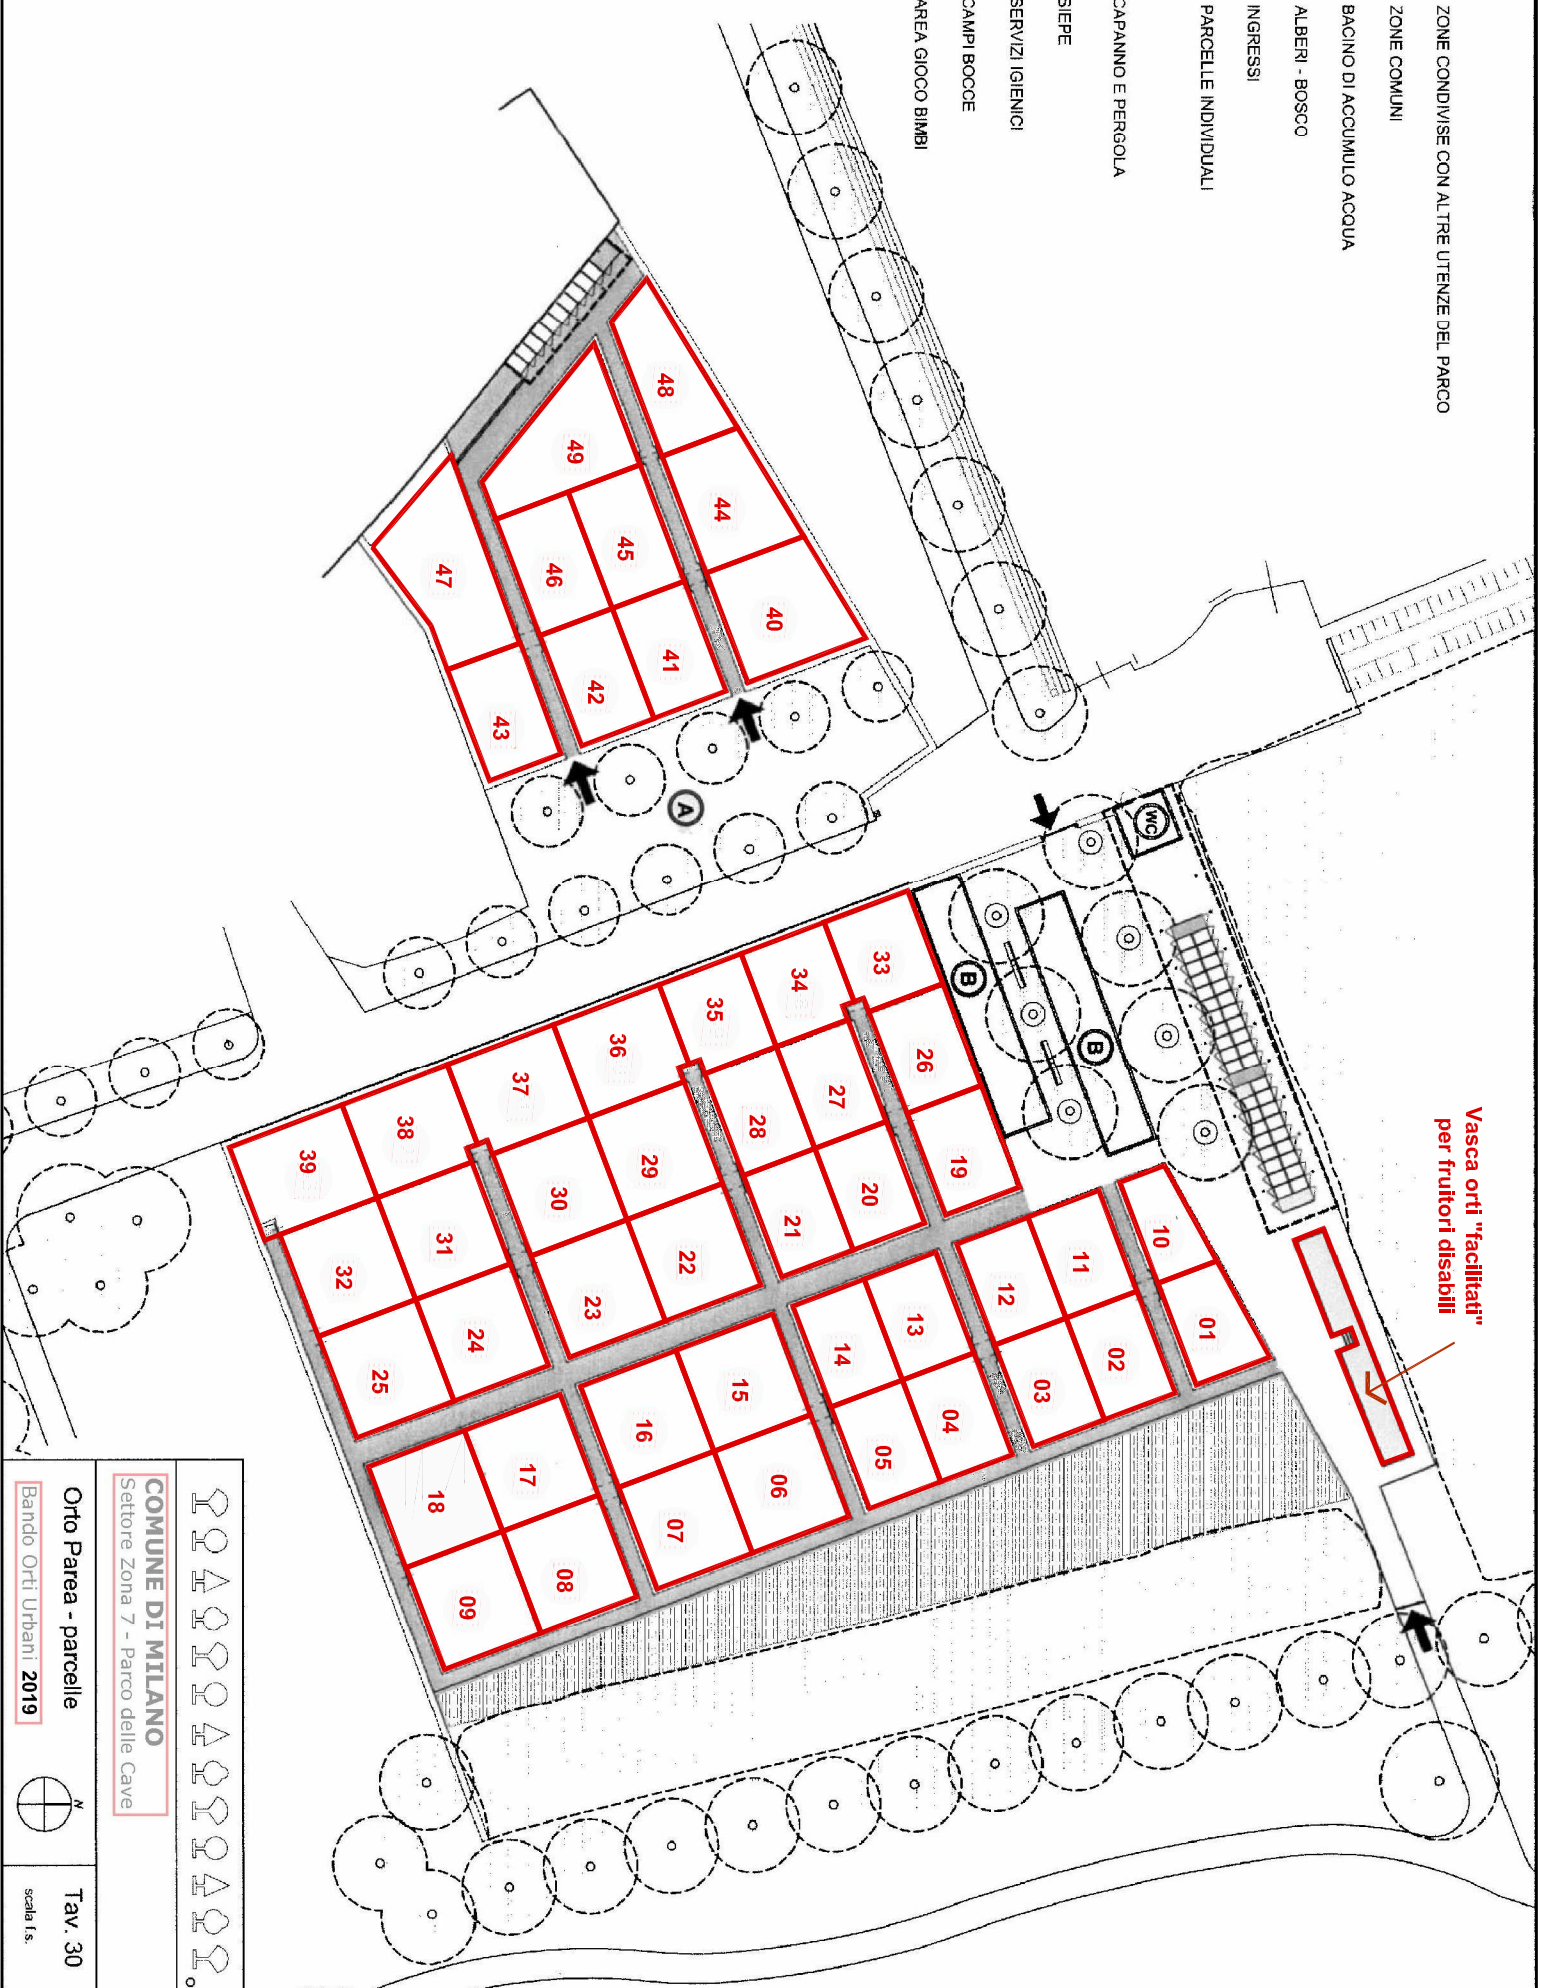 ZONE CONDIVISE CON ALTRE UTENZE DEL PARCO
ZONE COMUNI
BACINO DI ACCUMULO ACQUA
ALBERI - BOSCO
INGRESSI
PARCELLE INDIVIDUALI
CAPANNO E PERGOLA
SIEPE
SERVIZI IGIENICI
CAMPI BOCCE
AREA GIOCO BIMBI
Vasca orti "facilitati"
per fruitori disabili
WC
B
B
A
48
44
40
49
45
41
46
42
47
43
33
26
19
34
27
20
35
28
21
36
29
22
37
30
23
38
31
24
39
32
25
10
01
11
02
12
03
13
04
14
05
15
06
16
07
17
08
18
09
COMUNE DI MILANO
Settore Zona 7 - Parco delle Cave
Orto Parea - parcelle
Bando Orti Urbani 2019
N
Tav. 30
scala f.s.